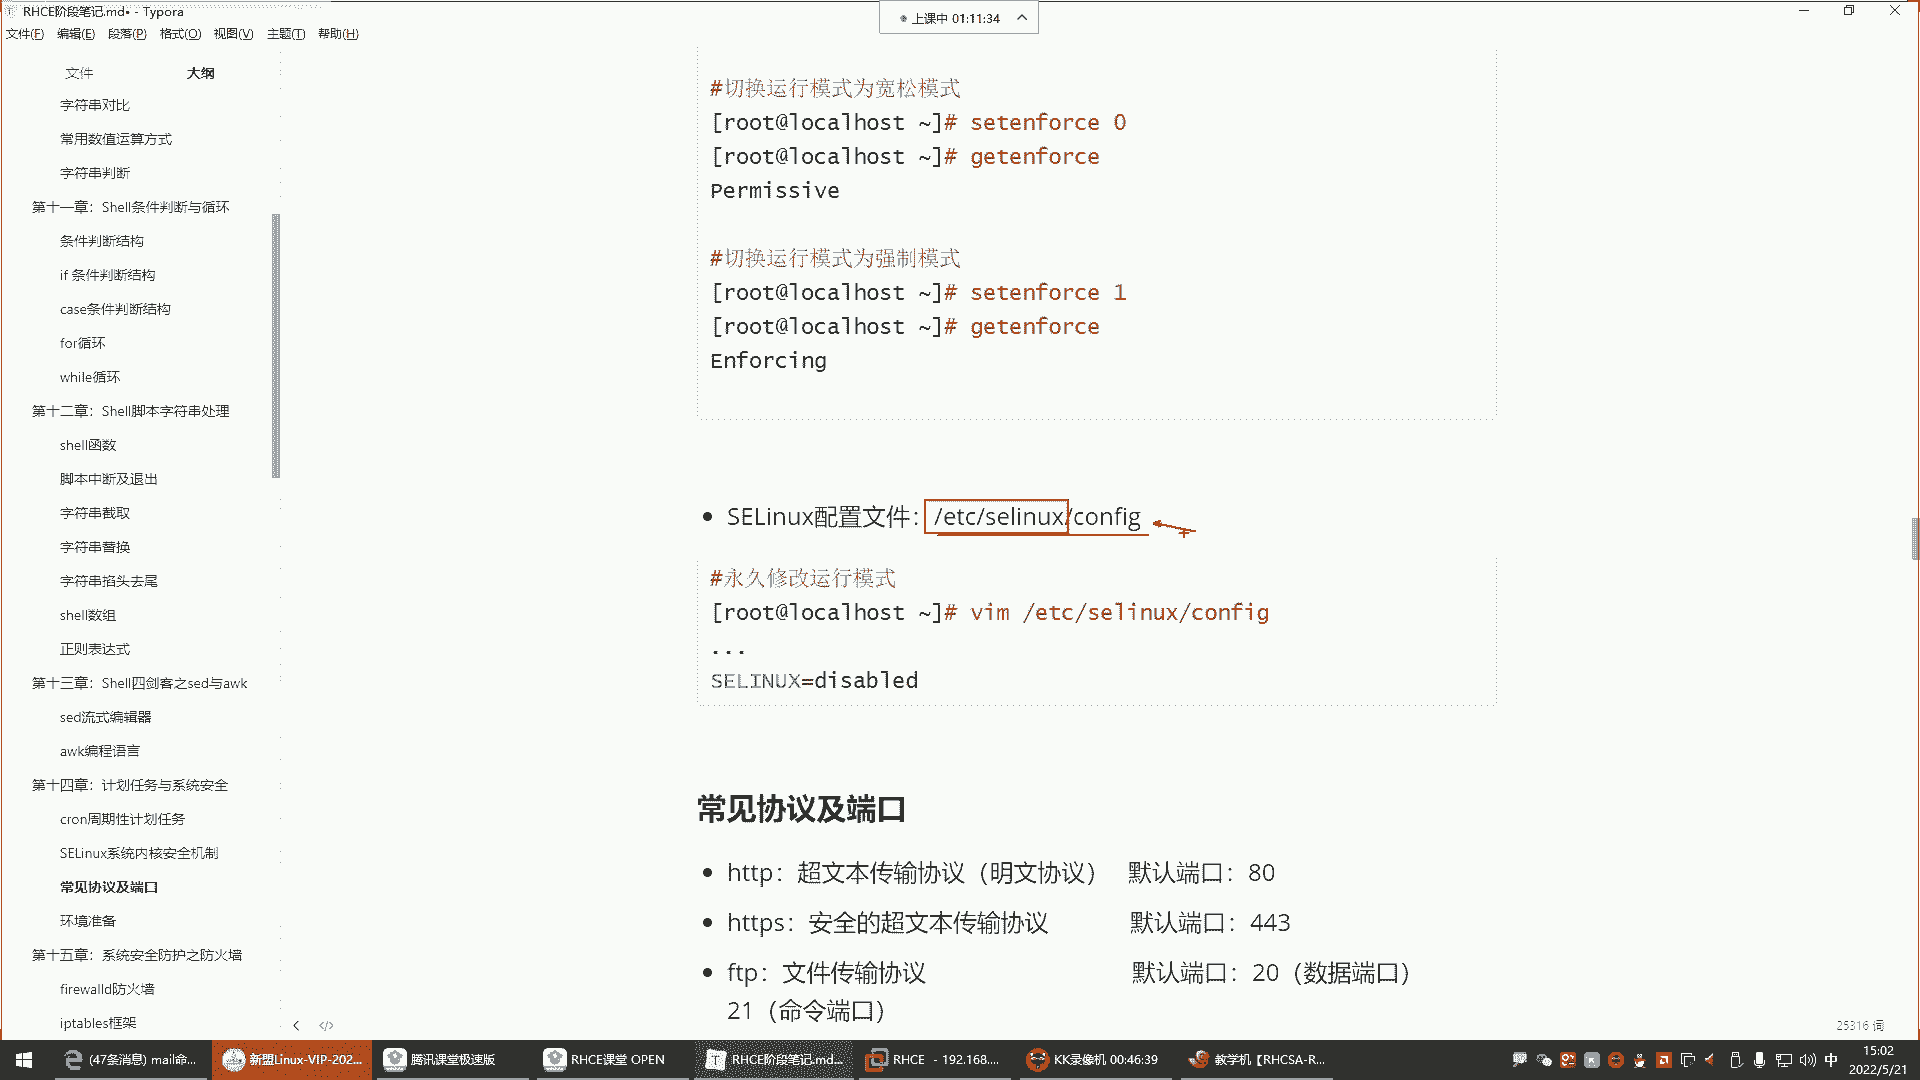 RHCE阶段笔记.md• - Typora
上课中 01:11:34
文件(F) 编辑(E) 段落(P) 格式(O) 视图(V) 主题(T) 帮助(H)
文件 大纲
字符串对比
常用数值运算方式
字符串判断
第十一章：Shell条件判断与循环
条件判断结构
if 条件判断结构
case条件判断结构
for循环
while循环
第十二章：Shell脚本字符串处理
shell函数
脚本中断及退出
字符串截取
字符串替换
字符串掐头去尾
shell数组
正则表达式
第十三章：Shell四剑客之sed与awk
sed流式编辑器
awk编程语言
第十四章：计划任务与系统安全
cron周期性计划任务
SELinux系统内核安全机制
常见协议及端口
环境准备
第十五章：系统安全防护之防火墙
firewalld防火墙
iptables框架
#切换运行模式为宽松模式
[root@localhost ~]# setenforce 0
[root@localhost ~]# getenforce
Permissive
#切换运行模式为强制模式
[root@localhost ~]# setenforce 1
[root@localhost ~]# getenforce
Enforcing
SELinux配置文件：/etc/selinux/config
#永久修改运行模式
[root@localhost ~]# vim /etc/selinux/config
...
SELINUX=disabled
常见协议及端口
http：超文本传输协议（明文协议） 默认端口：80
https：安全的超文本传输协议 默认端口：443
ftp：文件传输协议 默认端口：20（数据端口）
21（命令端口）
25316 词
(47条消息) mail命... 新盟Linux-VIP-202... 腾讯课堂极速版 RHCE课堂 OPEN RHCE阶段笔记.md... RHCE - 192.168.... KK录像机 00:46:39 教学机【RHCSA-R... 中 15:02
2022/5/21